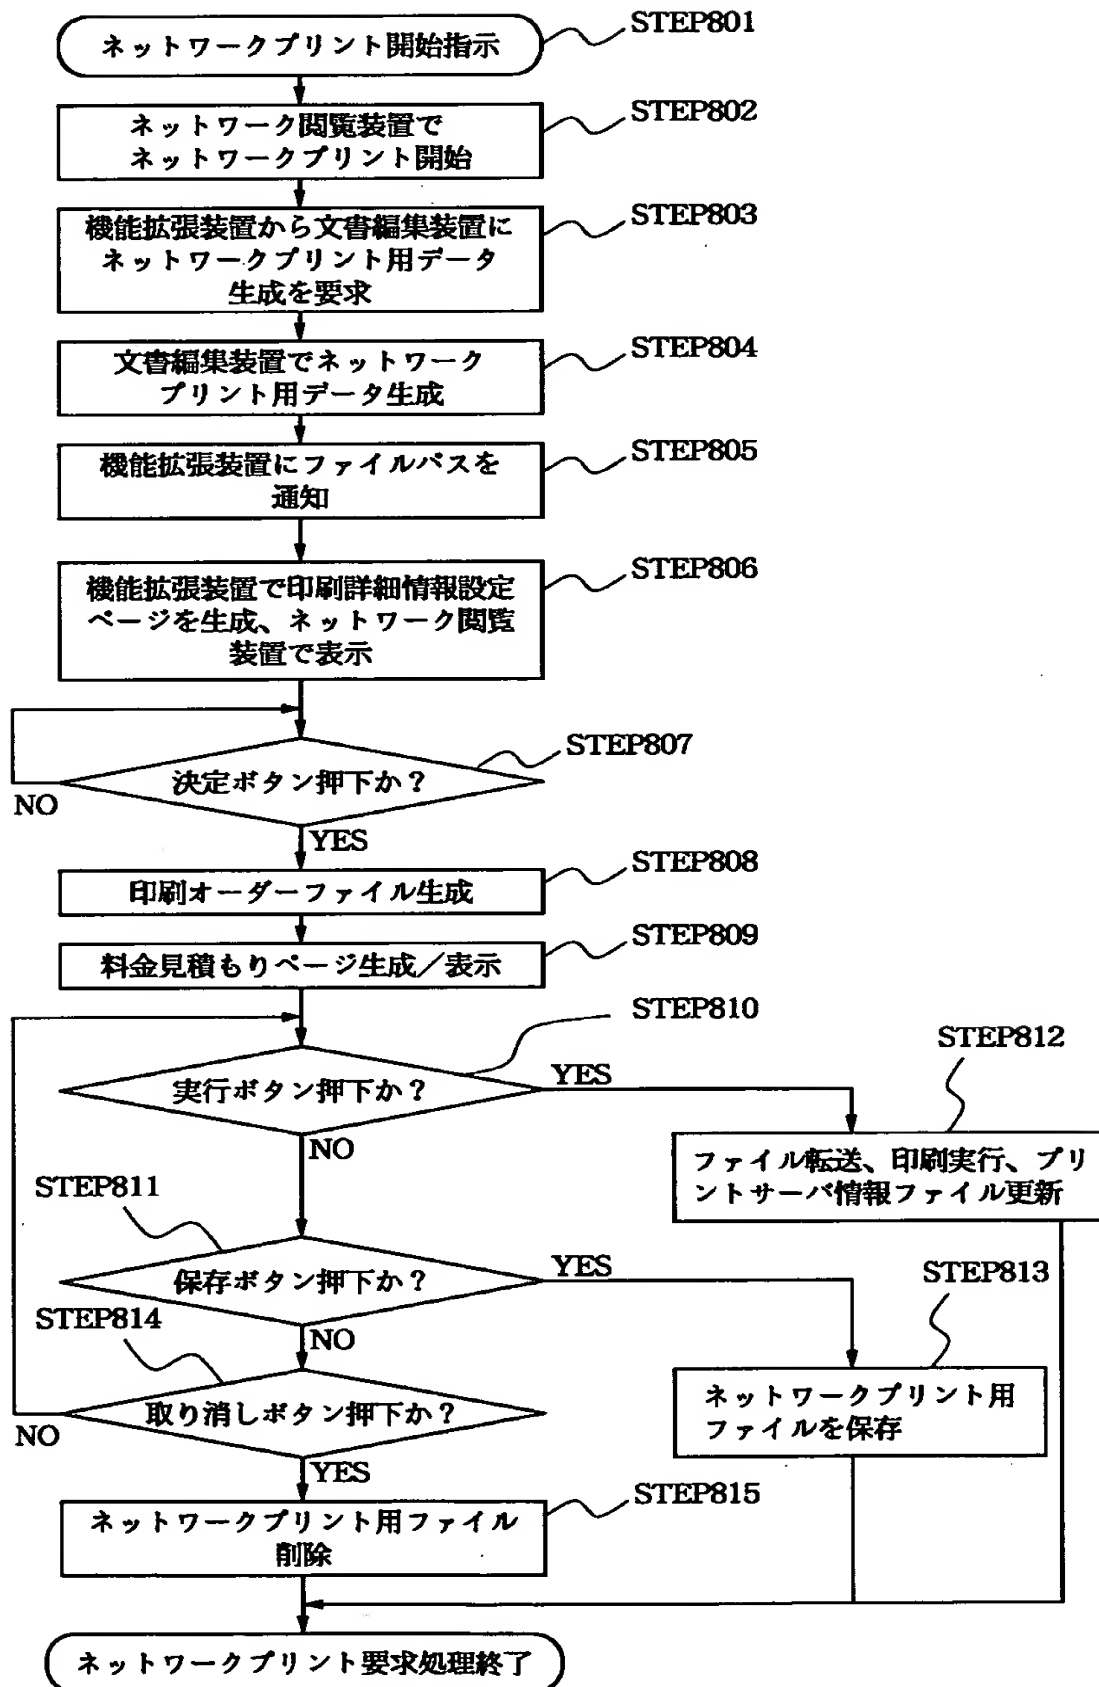 ネットワークプリント開始指示
STEP801
ネットワーク閲覧装置で
ネットワークプリント開始
STEP802
機能拡張装置から文書編集装置に
ネットワークプリント用データ
生成を要求
STEP803
文書編集装置でネットワーク
プリント用データ生成
STEP804
機能拡張装置にファイルパスを
通知
STEP805
機能拡張装置で印刷詳細情報設定
ページを生成、ネットワーク閲覧
装置で表示
STEP806
決定ボタン押下か？
STEP807
NO
YES
印刷オーダーファイル生成
STEP808
料金見積もりページ生成／表示
STEP809
実行ボタン押下か？
STEP810
YES
NO
STEP812
ファイル転送、印刷実行、プリ
ントサーバ情報ファイル更新
STEP811
保存ボタン押下か？
YES
NO
STEP813
ネットワークプリント用
ファイルを保存
STEP814
取り消しボタン押下か？
NO
YES
ネットワークプリント用ファイル
削除
STEP815
ネットワークプリント要求処理終了